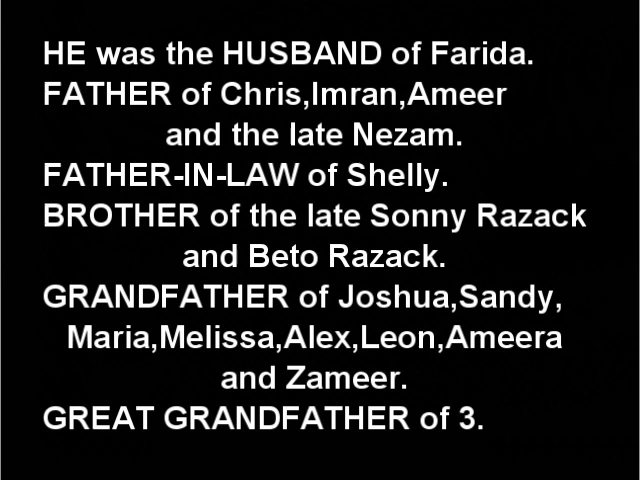 HE was the HUSBAND of Farida.
FATHER of Chris,Imran,Ameer
and the late Nezam.
FATHER-IN-LAW of Shelly.
BROTHER of the late Sonny Razack
and Beto Razack.
GRANDFATHER of Joshua,Sandy,
Maria,Melissa,Alex,Leon,Ameera
and Zameer.
GREAT GRANDFATHER of 3.